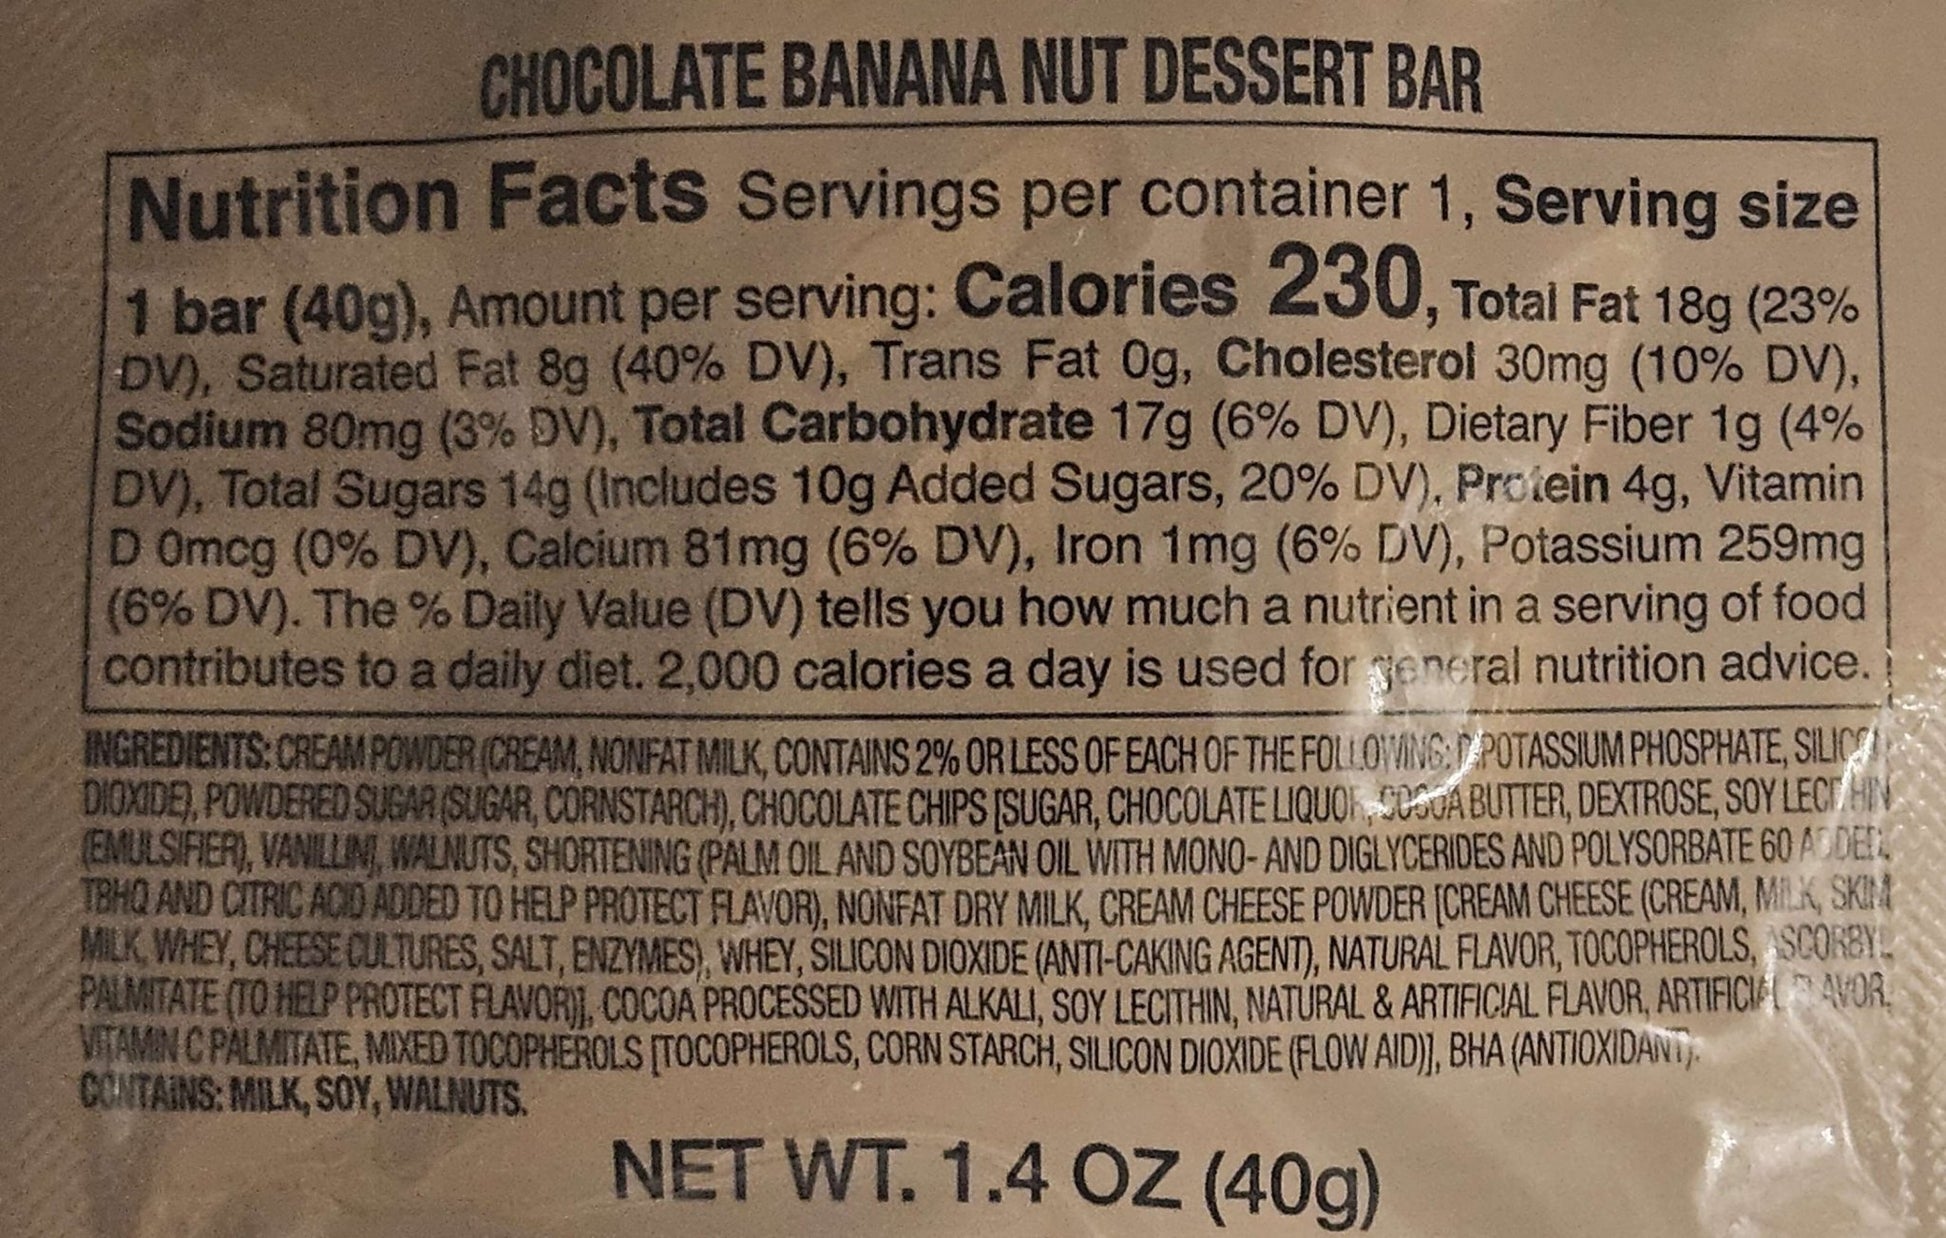 CHOCOLATE BANANA NUT DESSERT BAR
Nutrition Facts Servings per container 1, Serving size
1 bar (40g), Amount per serving: Calories 230, Total Fat 18g (23%
DV), Saturated Fat 8g (40% DV), Trans Fat 0g, Cholesterol 30mg (10% DV),
Sodium 80mg (3% DV), Total Carbohydrate 17g (6% DV), Dietary Fiber 1g (4%
DV), Total Sugars 14g (Includes 10g Added Sugars, 20% DV), Protein 4g, Vitamin
D 0mcg (0% DV), Calcium 81mg (6% DV), Iron 1mg (6% DV), Potassium 259mg
(6% DV). The % Daily Value (DV) tells you how much a nutrient in a serving of food
contributes to a daily diet. 2,000 calories a day is used for general nutrition advice.
INGREDIENTS: CREAM POWDER (CREAM, NONFAT MILK, CONTAINS 2% OR LESS OF EACH OF THE FOLLOWING: DIPOTASSIUM PHOSPHATE, SILICON
DIOXIDE), POWDERED SUGAR (SUGAR, CORNSTARCH), CHOCOLATE CHIPS [SUGAR, CHOCOLATE LIQUOR, COCOA BUTTER, DEXTROSE, SOY LECITHIN
(EMULSIFIER), VANILLIN], WALNUTS, SHORTENING (PALM OIL AND SOYBEAN OIL WITH MONO- AND DIGLYCERIDES AND POLYSORBATE 60 ADDED.
TBHQ AND CITRIC ACID ADDED TO HELP PROTECT FLAVOR), NONFAT DRY MILK, CREAM CHEESE POWDER [CREAM CHEESE (CREAM, MILK, SKIM
MILK, WHEY, CHEESE CULTURES, SALT, ENZYMES), WHEY, SILICON DIOXIDE (ANTI-CAKING AGENT), NATURAL FLAVOR, TOCOPHEROLS, ASCORBYL
PALMITATE (TO HELP PROTECT FLAVOR)], COCOA PROCESSED WITH ALKALI, SOY LECITHIN, NATURAL & ARTIFICIAL FLAVOR, ARTIFICIAL FLAVOR,
VITAMIN C PALMITATE, MIXED TOCOPHEROLS [TOCOPHEROLS, CORN STARCH, SILICON DIOXIDE (FLOW AID)], BHA (ANTIOXIDANT).
CONTAINS: MILK, SOY, WALNUTS.
NET WT. 1.4 OZ (40g)